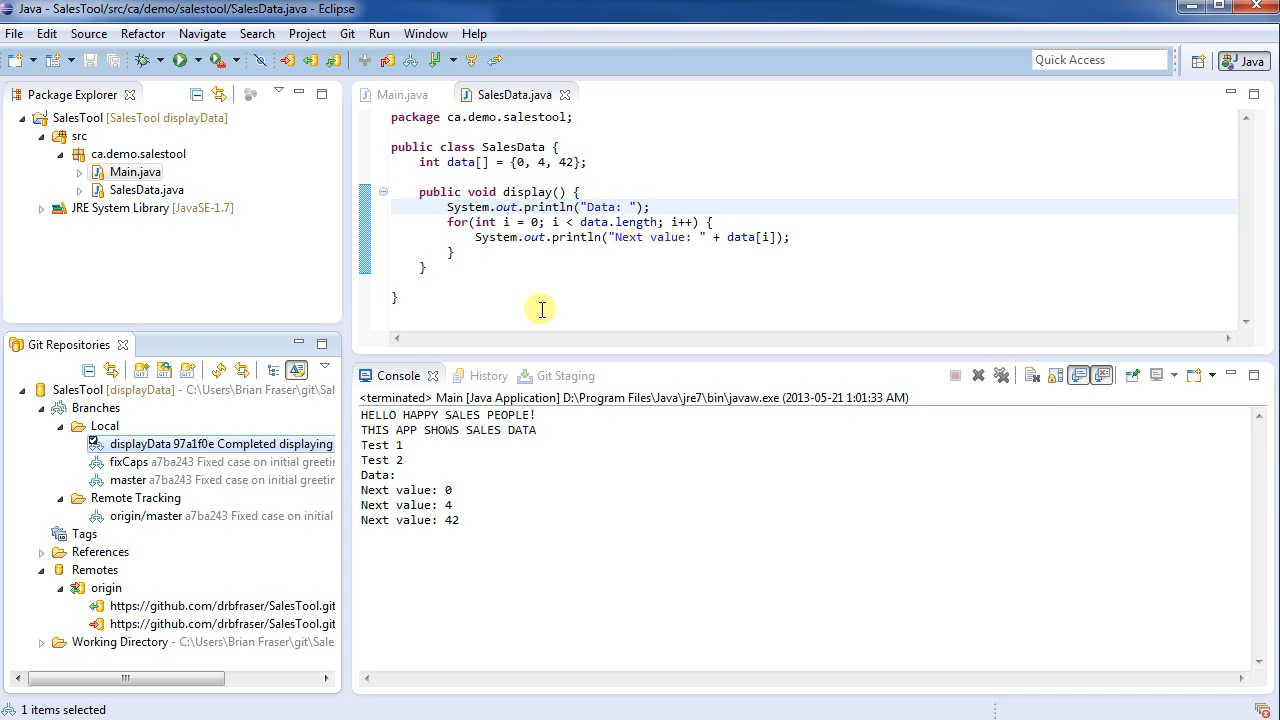 Java - SalesTool/src/ca/demo/salestool/SalesData.java - Eclipse
File Edit Source Refactor Navigate Search Project Git Run Window Help
Quick Access
Java
Package Explorer
SalesTool [SalesTool displayData]
src
ca.demo.salestool
Main.java
SalesData.java
JRE System Library [JavaSE-1.7]
Main.java SalesData.java
package ca.demo.salestool;
public class SalesData {
int data[] = {0, 4, 42};
public void display() {
System.out.println("Data: ");
for(int i = 0; i < data.length; i++) {
System.out.println("Next value: " + data[i]);
}
}
}
Git Repositories
SalesTool [displayData] - C:\Users\Brian Fraser\git\Sales
Branches
Local
displayData 97a1f0e Completed displaying
fixCaps a7ba243 Fixed case on initial greetin
master a7ba243 Fixed case on initial greetin
Remote Tracking
origin/master a7ba243 Fixed case on initial
Tags
References
Remotes
origin
https://github.com/drbfraser/SalesTool.git
https://github.com/drbfraser/SalesTool.git
Working Directory - C:\Users\Brian Fraser\git\Sale
Console History Git Staging
<terminated> Main [Java Application] D:\Program Files\Java\jre7\bin\javaw.exe (2013-05-21 1:01:33 AM)
HELLO HAPPY SALES PEOPLE!
THIS APP SHOWS SALES DATA
Test 1
Test 2
Data:
Next value: 0
Next value: 4
Next value: 42
1 items selected